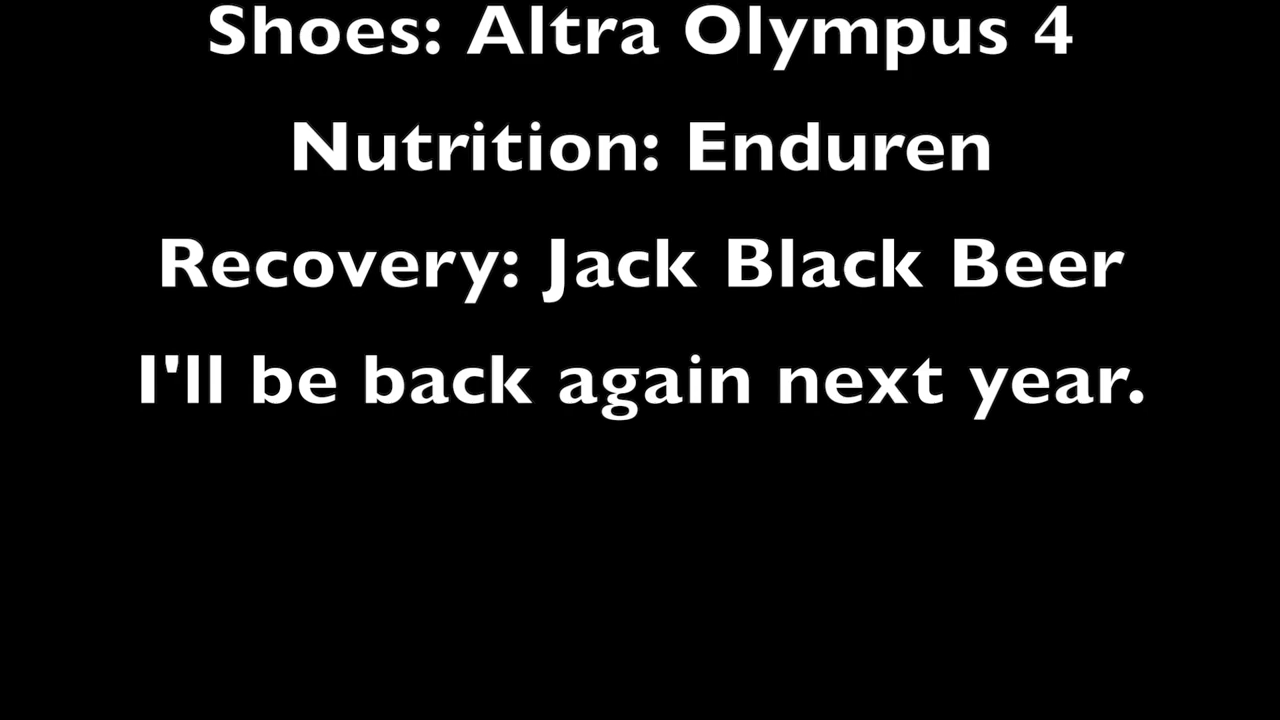 Shoes: Altra Olympus 4
Nutrition: Enduren
Recovery: Jack Black Beer
I'll be back again next year.